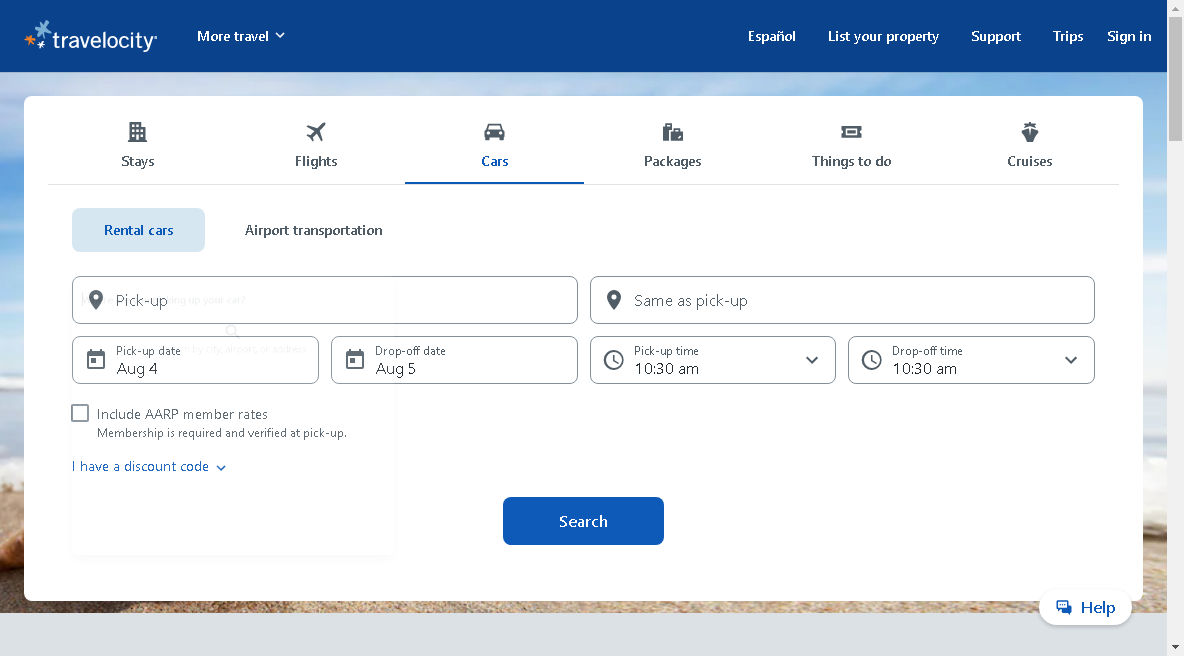 travelocity
More travel
Español
List your property
Support
Trips
Sign in
Stays
Flights
Cars
Packages
Things to do
Cruises
Rental cars
Airport transportation
Pick-up
Same as pick-up
Pick-up date
Aug 4
Drop-off date
Aug 5
Pick-up time
10:30 am
Drop-off time
10:30 am
Include AARP member rates
Membership is required and verified at pick-up.
I have a discount code
Search
Help